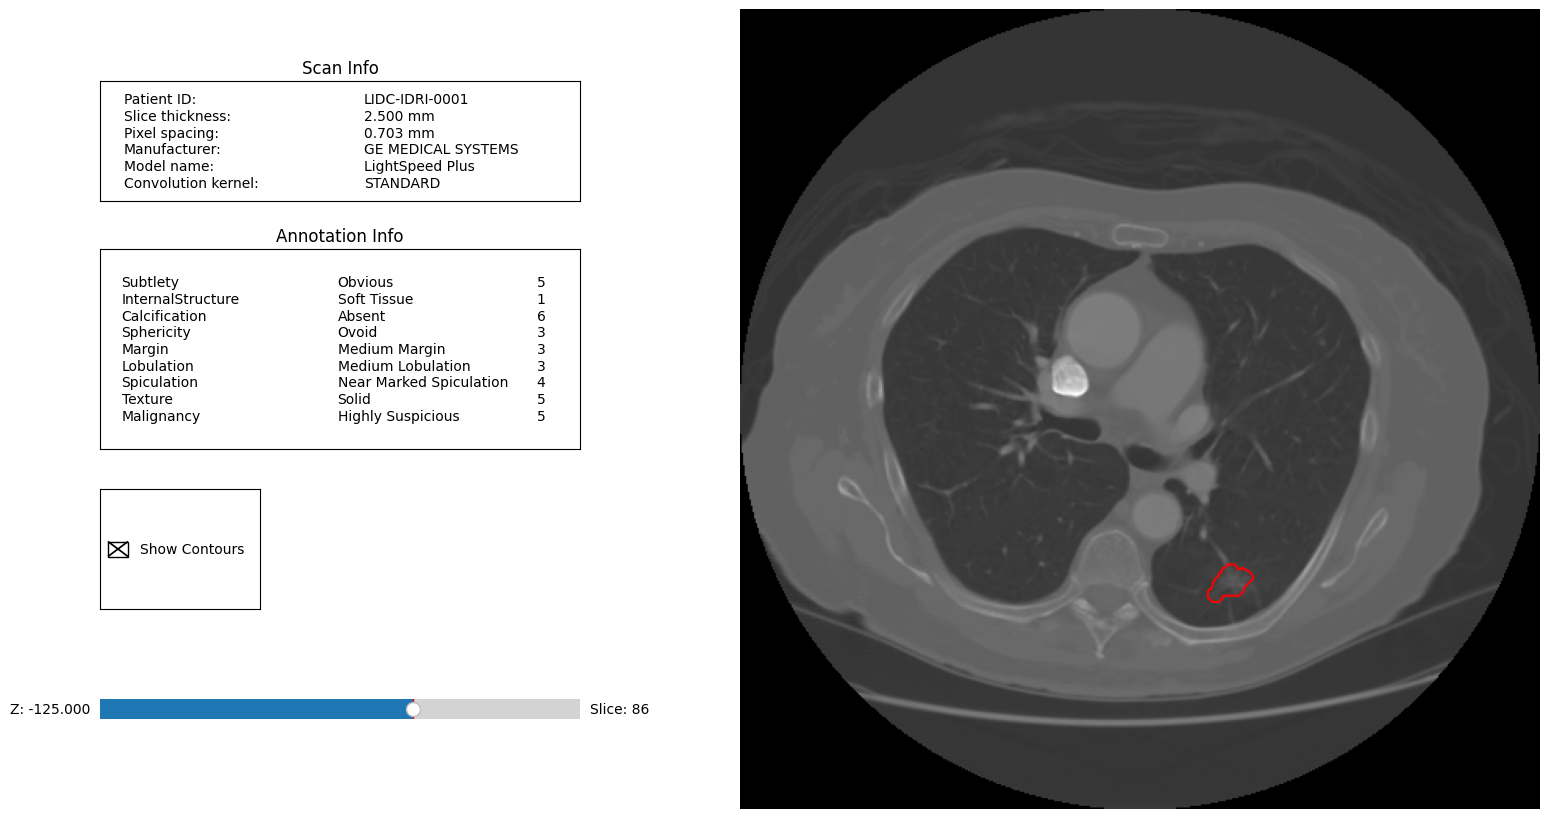 Scan Info
Patient ID: LIDC-IDRI-0001
Slice thickness: 2.500 mm
Pixel spacing: 0.703 mm
Manufacturer: GE MEDICAL SYSTEMS
Model name: LightSpeed Plus
Convolution kernel: STANDARD
Annotation Info
Subtlety Obvious 5
InternalStructure Soft Tissue 1
Calcification Absent 6
Sphericity Ovoid 3
Margin Medium Margin 3
Lobulation Medium Lobulation 3
Spiculation Near Marked Spiculation 4
Texture Solid 5
Malignancy Highly Suspicious 5
Show Contours
Z: -125.000 Slice: 86